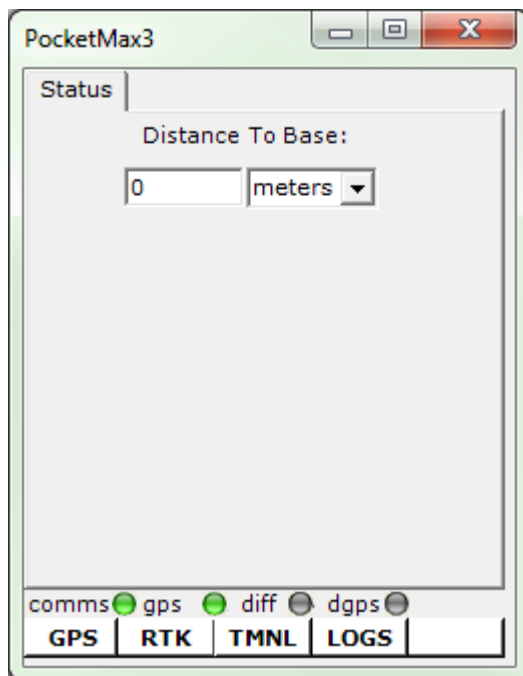 PocketMax3
Status
Distance To Base:
0 meters
comms gps diff dgps
GPS RTK TMNL LOGS